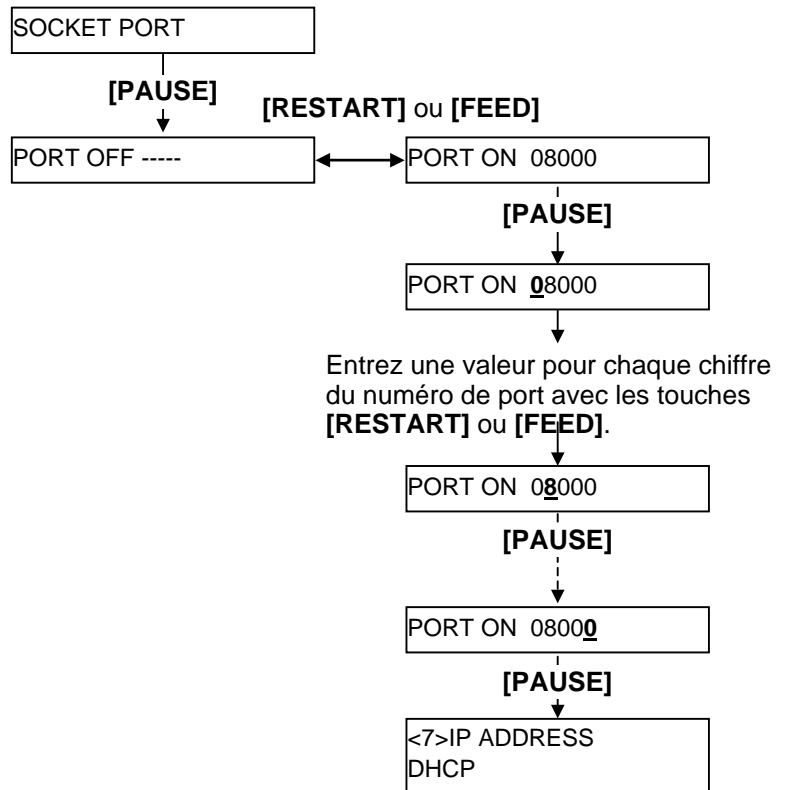 SOCKET PORT
[PAUSE]
[RESTART] ou [FEED]
PORT OFF -----
PORT ON 08000
[PAUSE]
PORT ON 08000
Entrez une valeur pour chaque chiffre
du numéro de port avec les touches
[RESTART] ou [FEED].
PORT ON 08000
[PAUSE]
PORT ON 08000
[PAUSE]
<7>IP ADDRESS
DHCP